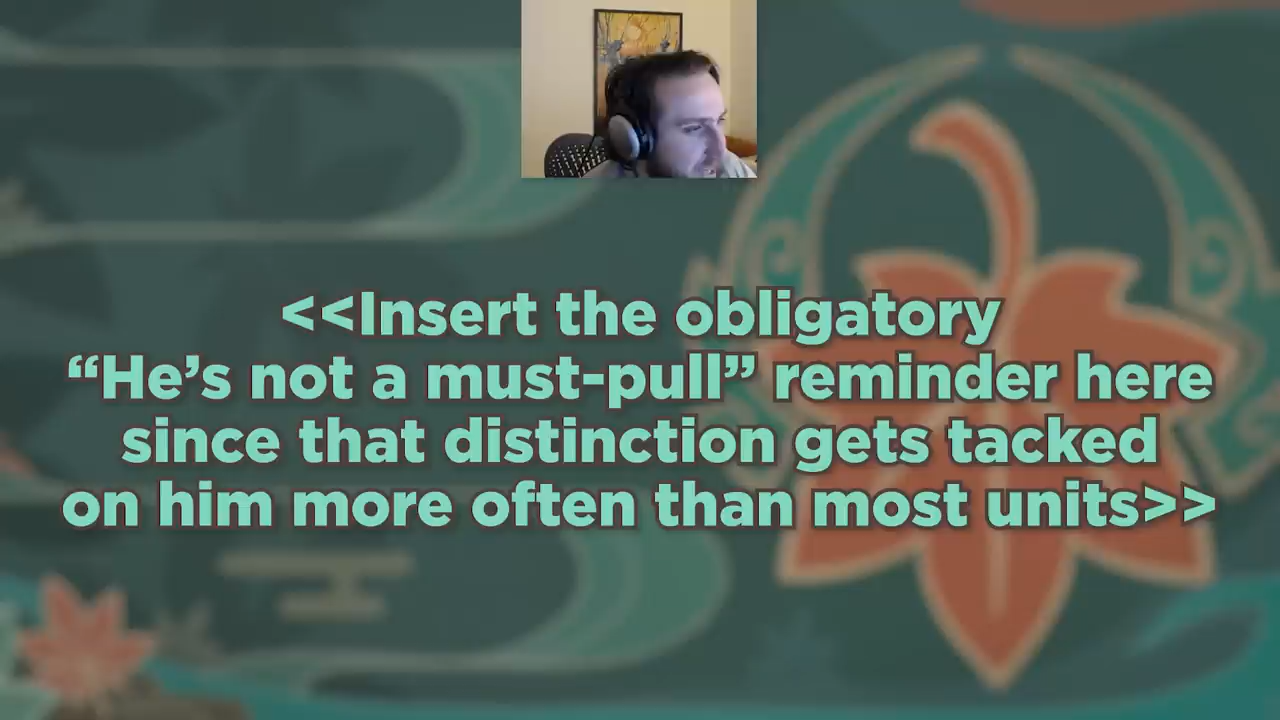 <<Insert the obligatory
“He’s not a must-pull” reminder here
since that distinction gets tacked
on him more often than most units>>